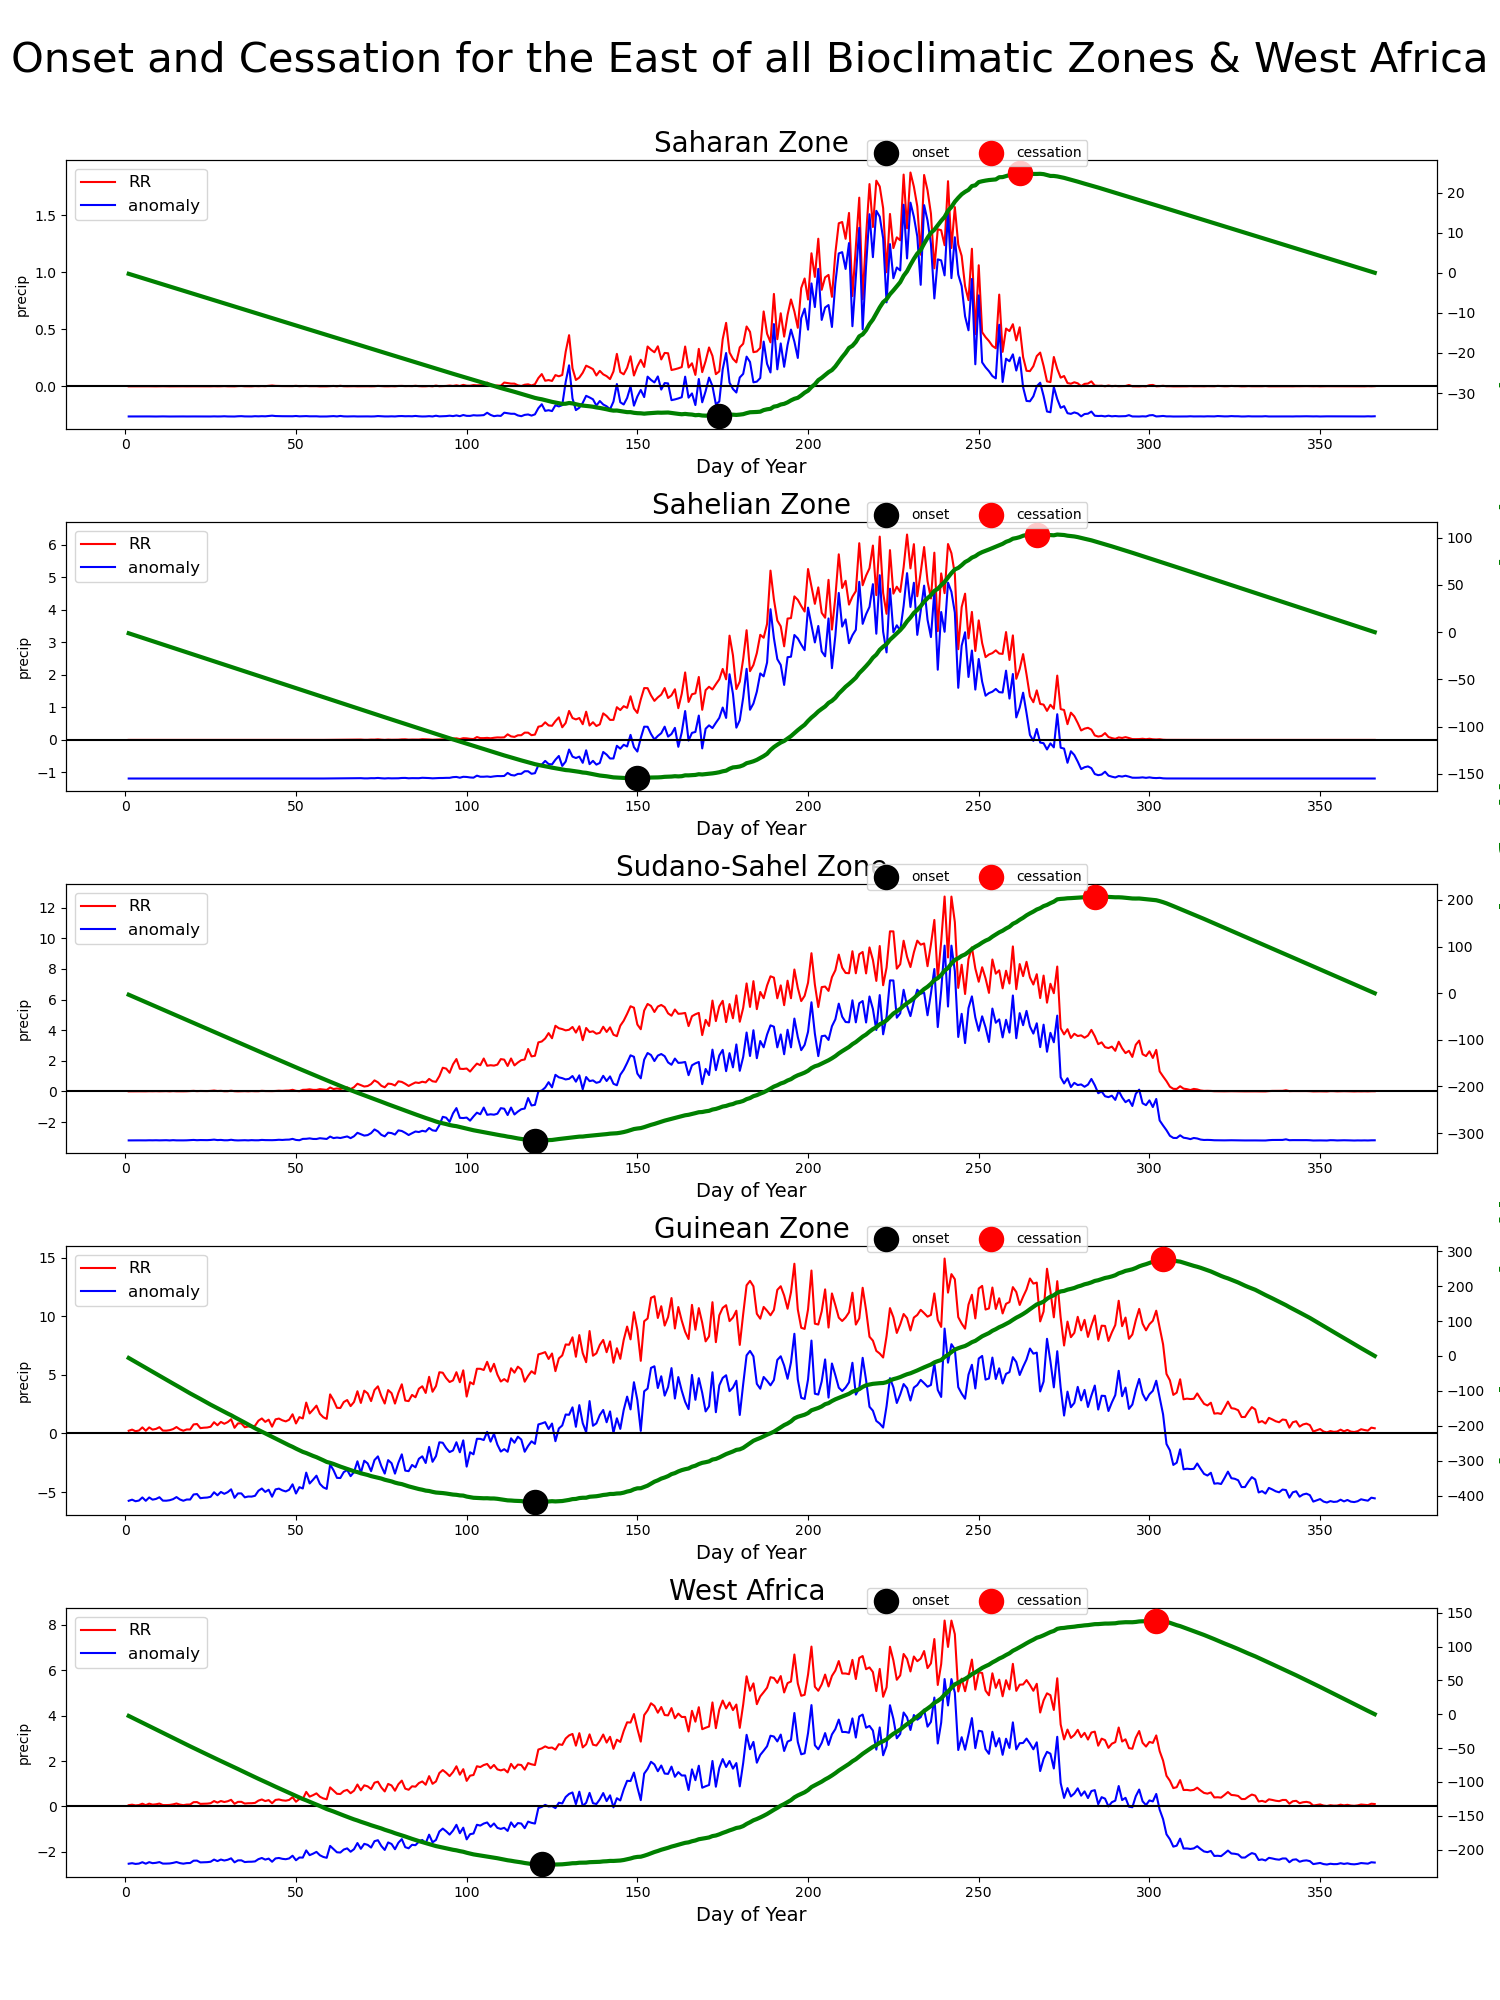 Onset and Cessation for the East of all Bioclimatic Zones & West Africa
Saharan Zone
onset cessation
RR
anomaly
precip
1.5
1.0
0.5
0.0
20
10
0
−10
−20
−30
0 50 100 150 200 250 300 350
Day of Year
Sahelian Zone
onset cessation
RR
anomaly
precip
6
5
4
3
2
1
0
−1
100
50
0
−50
−100
−150
0 50 100 150 200 250 300 350
Day of Year
Sudano-Sahel Zone
onset cessation
RR
anomaly
precip
12
10
8
6
4
2
0
−2
200
100
0
−100
−200
−300
0 50 100 150 200 250 300 350
Day of Year
Guinean Zone
onset cessation
RR
anomaly
precip
15
10
5
0
−5
300
200
100
0
−100
−200
−300
−400
0 50 100 150 200 250 300 350
Day of Year
West Africa
onset cessation
RR
anomaly
precip
8
6
4
2
0
−2
150
100
50
0
−50
−100
−150
−200
0 50 100 150 200 250 300 350
Day of Year